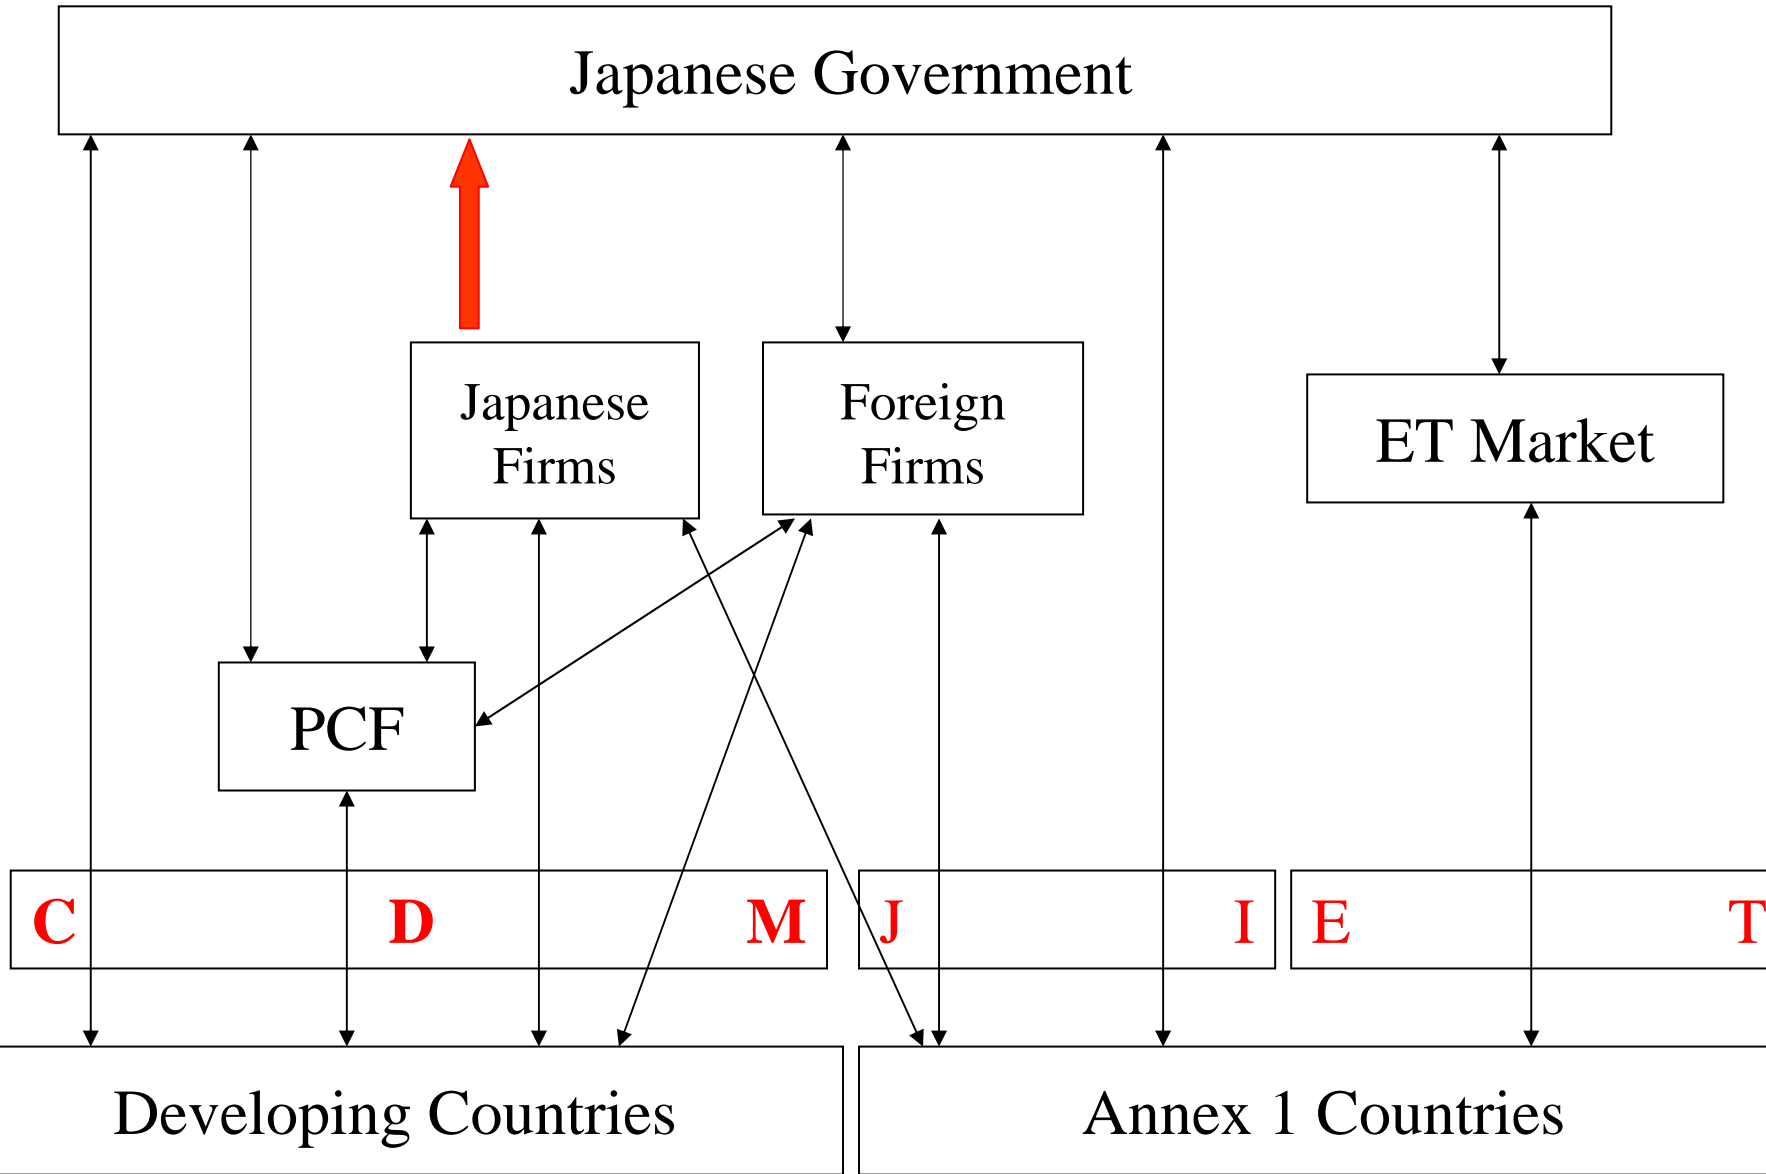 Japanese Government
Japanese
Firms
Foreign
Firms
ET Market
PCF
C D M
J I
E T
Developing Countries
Annex 1 Countries